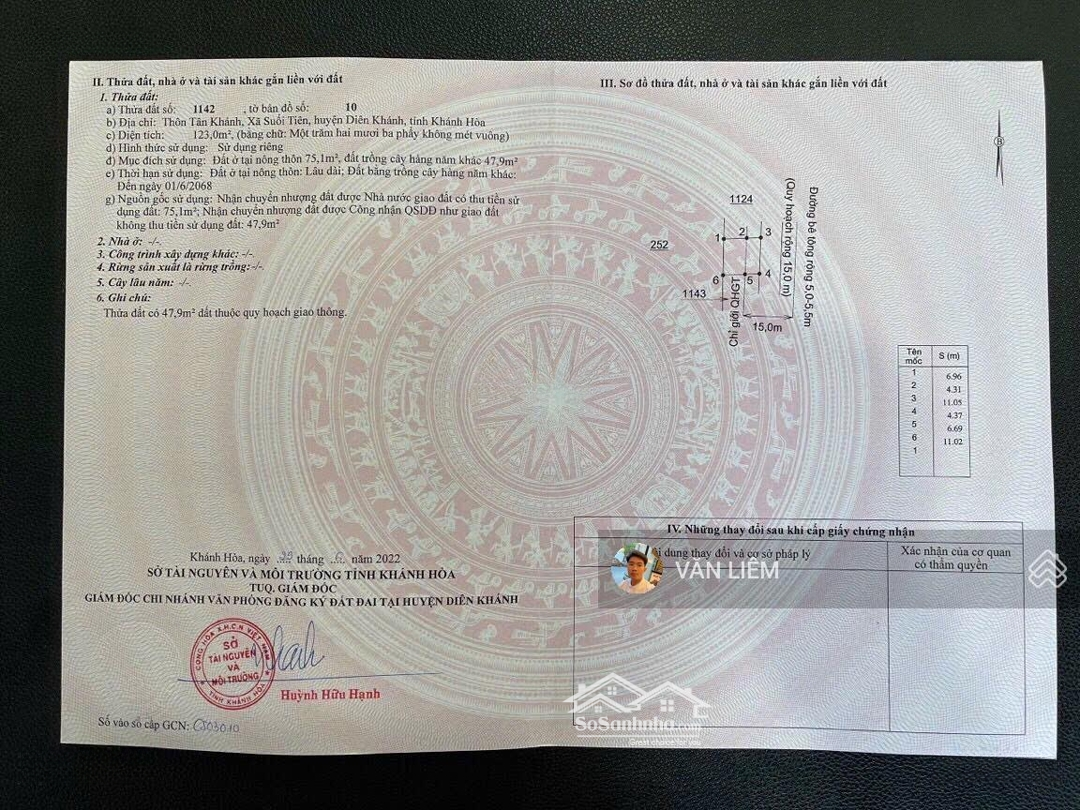 II. Thửa đất, nhà ở và tài sản khác gắn liền với đất
1. Thửa đất:
a) Thửa đất số: 1142 , tờ bản đồ số: 10
b) Địa chỉ: Thôn Tân Khánh, Xã Suối Tiên, huyện Diên Khánh, tỉnh Khánh Hòa
c) Diện tích: 123,0m², (bằng chữ: Một trăm hai mươi ba phẩy không mét vuông)
d) Hình thức sử dụng: Sử dụng riêng
đ) Mục đích sử dụng: Đất ở tại nông thôn 75,1m², đất trồng cây hàng năm khác 47,9m²
e) Thời hạn sử dụng: Đất ở tại nông thôn: Lâu dài; Đất bằng trồng cây hàng năm khác:
Đến ngày 01/6/2068
g) Nguồn gốc sử dụng: Nhận chuyển nhượng đất được Nhà nước giao đất có thu tiền sử
dụng đất: 75,1m²; Nhận chuyển nhượng đất được Công nhận QSDĐ như giao đất
không thu tiền sử dụng đất: 47,9m²
2. Nhà ở: -/-.
3. Công trình xây dựng khác: -/-.
4. Rừng sản xuất là rừng trồng:-/-.
5. Cây lâu năm: -/-.
6. Ghi chú:
Thửa đất có 47,9m² đất thuộc quy hoạch giao thông.
Khánh Hòa, ngày 29 tháng 6 năm 2022
SỞ TÀI NGUYÊN VÀ MÔI TRƯỜNG TỈNH KHÁNH HÒA
TUQ. GIÁM ĐỐC
GIÁM ĐỐC CHI NHÁNH VĂN PHÒNG ĐĂNG KÝ ĐẤT ĐAI TẠI HUYỆN DIÊN KHÁNH
CỘNG HÒA X.H.C.N VIỆT NAM
SỞ
TÀI NGUYÊN
VÀ
MÔI TRƯỜNG
TỈNH KHÁNH HÒA
Huỳnh Hữu Hạnh
Số vào sổ cấp GCN: CS03010
III. Sơ đồ thửa đất, nhà ở và tài sản khác gắn liền với đất
B
1124
252
1 2 3
6 5 4
1143
Chỉ giới QHGT
15,0m
(Quy hoạch rộng 15.0 m)
Đường bê tông rộng 5.0-5,5m
Tên mốc S (m)
1
6.96
2
4.31
3
11.05
4
4.37
5
6.69
6
11.02
1
IV. Những thay đổi sau khi cấp giấy chứng nhận
dung thay đổi và cơ sở pháp lý
Xác nhận của cơ quan
có thẩm quyền
VĂN LIÊM
SoSanhnha.com